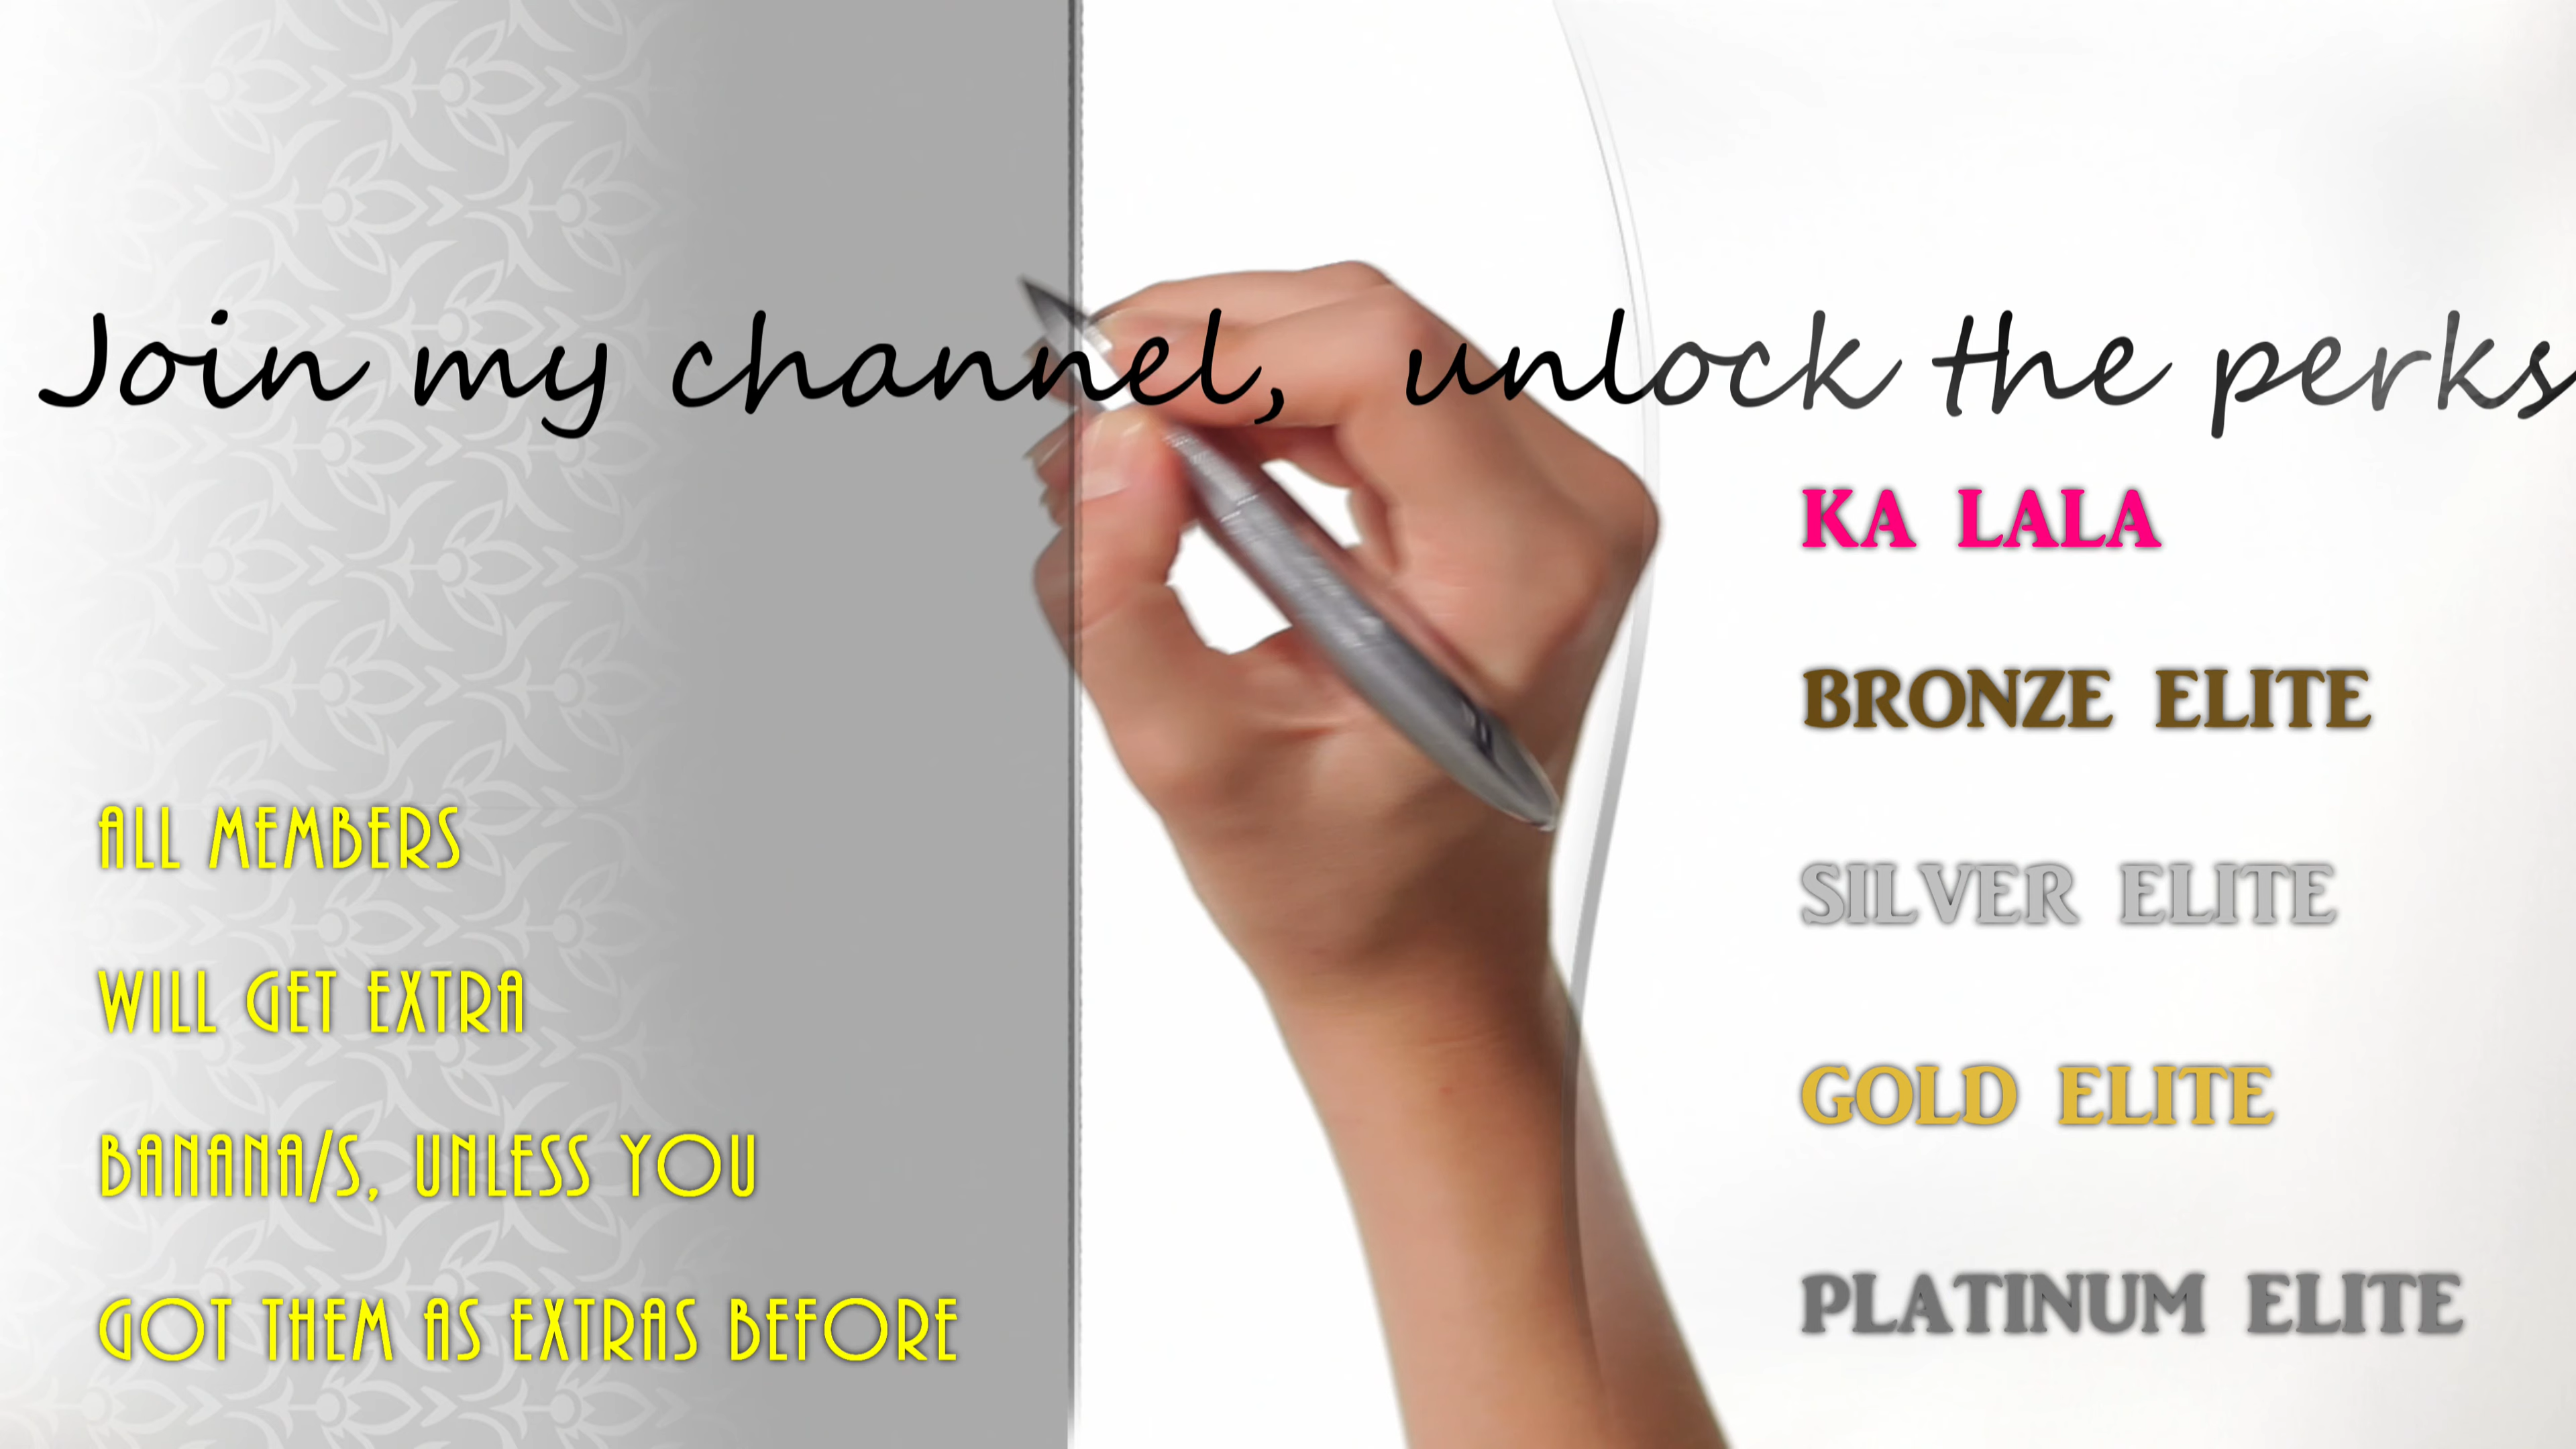 Join my channel, unlock the perks
KA LALA
BRONZE ELITE
SILVER ELITE
GOLD ELITE
PLATINUM ELITE
ALL MEMBERS
WILL GET EXTRA
BANANA/S, UNLESS YOU
GOT THEM AS EXTRAS BEFORE